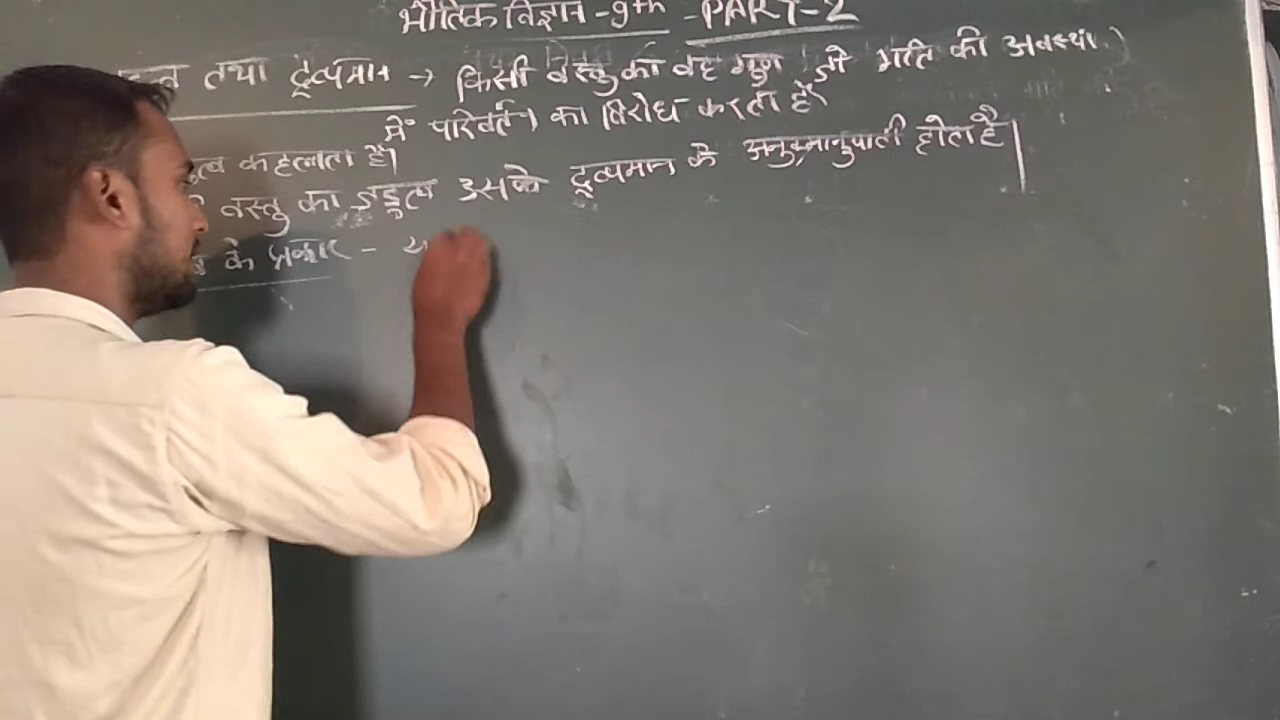 भौतिक विज्ञान - 9th - PART-2
तथा द्रव्यमान → किसी वस्तु का वह गुण जो गति की अवस्था
में परिवर्तन का विरोध करता है
कहलाता है।
वस्तु का जड़त्व उसके द्रव्यमान के अनुक्रमानुपाती होता है|
के प्रकार -